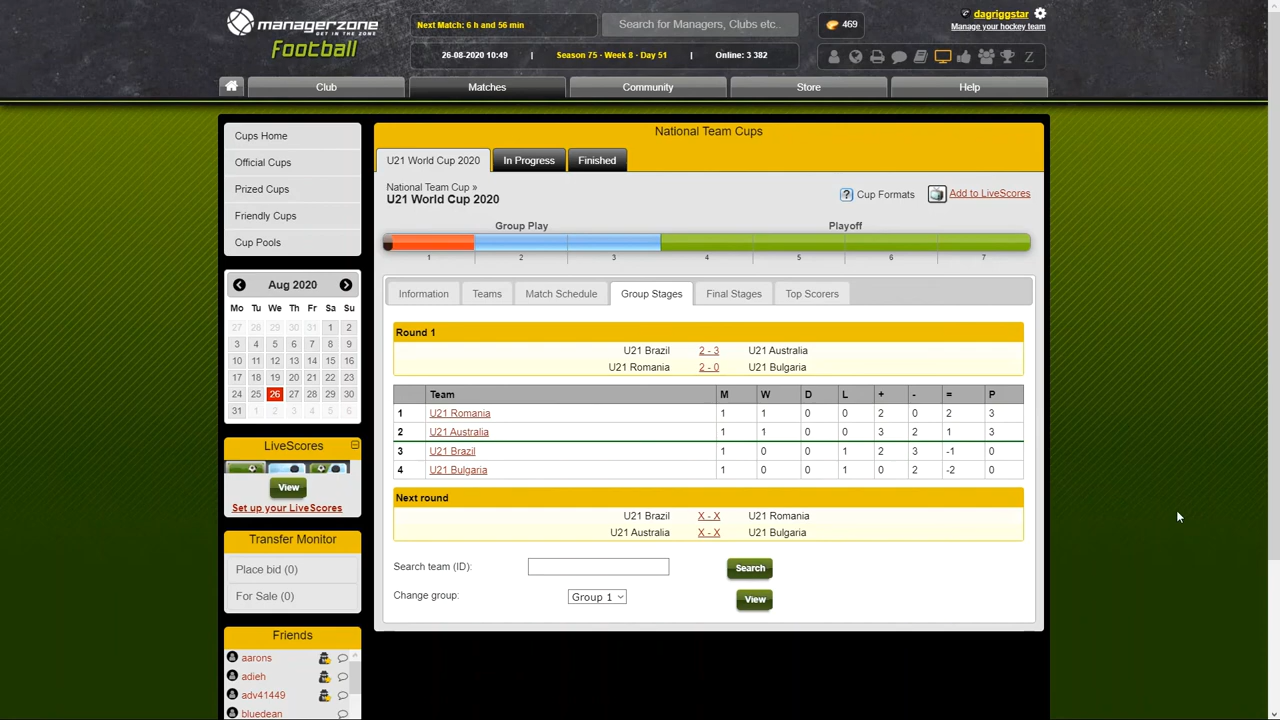 managerzone
GET IN THE ZONE
Football
Next Match: 6 h and 56 min
Search for Managers, Clubs etc..
469
dagriggstar
Manage your hockey team
26-08-2020 10:49 | Season 75 - Week 8 - Day 51 | Online: 3 382
Club Matches Community Store Help
Cups Home
Official Cups
Prized Cups
Friendly Cups
Cup Pools
Aug 2020
Mo Tu We Th Fr Sa Su
27 28 29 30 31 1 2
3 4 5 6 7 8 9
10 11 12 13 14 15 16
17 18 19 20 21 22 23
24 25 26 27 28 29 30
31 1 2 3 4 5 6
LiveScores
View
Set up your LiveScores
Transfer Monitor
Place bid (0)
For Sale (0)
Friends
aarons
adieh
adv41449
bluedean
National Team Cups
U21 World Cup 2020 In Progress Finished
National Team Cup »
U21 World Cup 2020
? Cup Formats Add to LiveScores
Group Play Playoff
1 2 3 4 5 6 7
Information Teams Match Schedule Group Stages Final Stages Top Scorers
Round 1
U21 Brazil 2 - 3 U21 Australia
U21 Romania 2 - 0 U21 Bulgaria
Team M W D L + - = P
1 U21 Romania 1 1 0 0 2 0 2 3
2 U21 Australia 1 1 0 0 3 2 1 3
3 U21 Brazil 1 0 0 1 2 3 -1 0
4 U21 Bulgaria 1 0 0 1 0 2 -2 0
Next round
U21 Brazil X - X U21 Romania
U21 Australia X - X U21 Bulgaria
Search team (ID): Search
Change group: Group 1 View